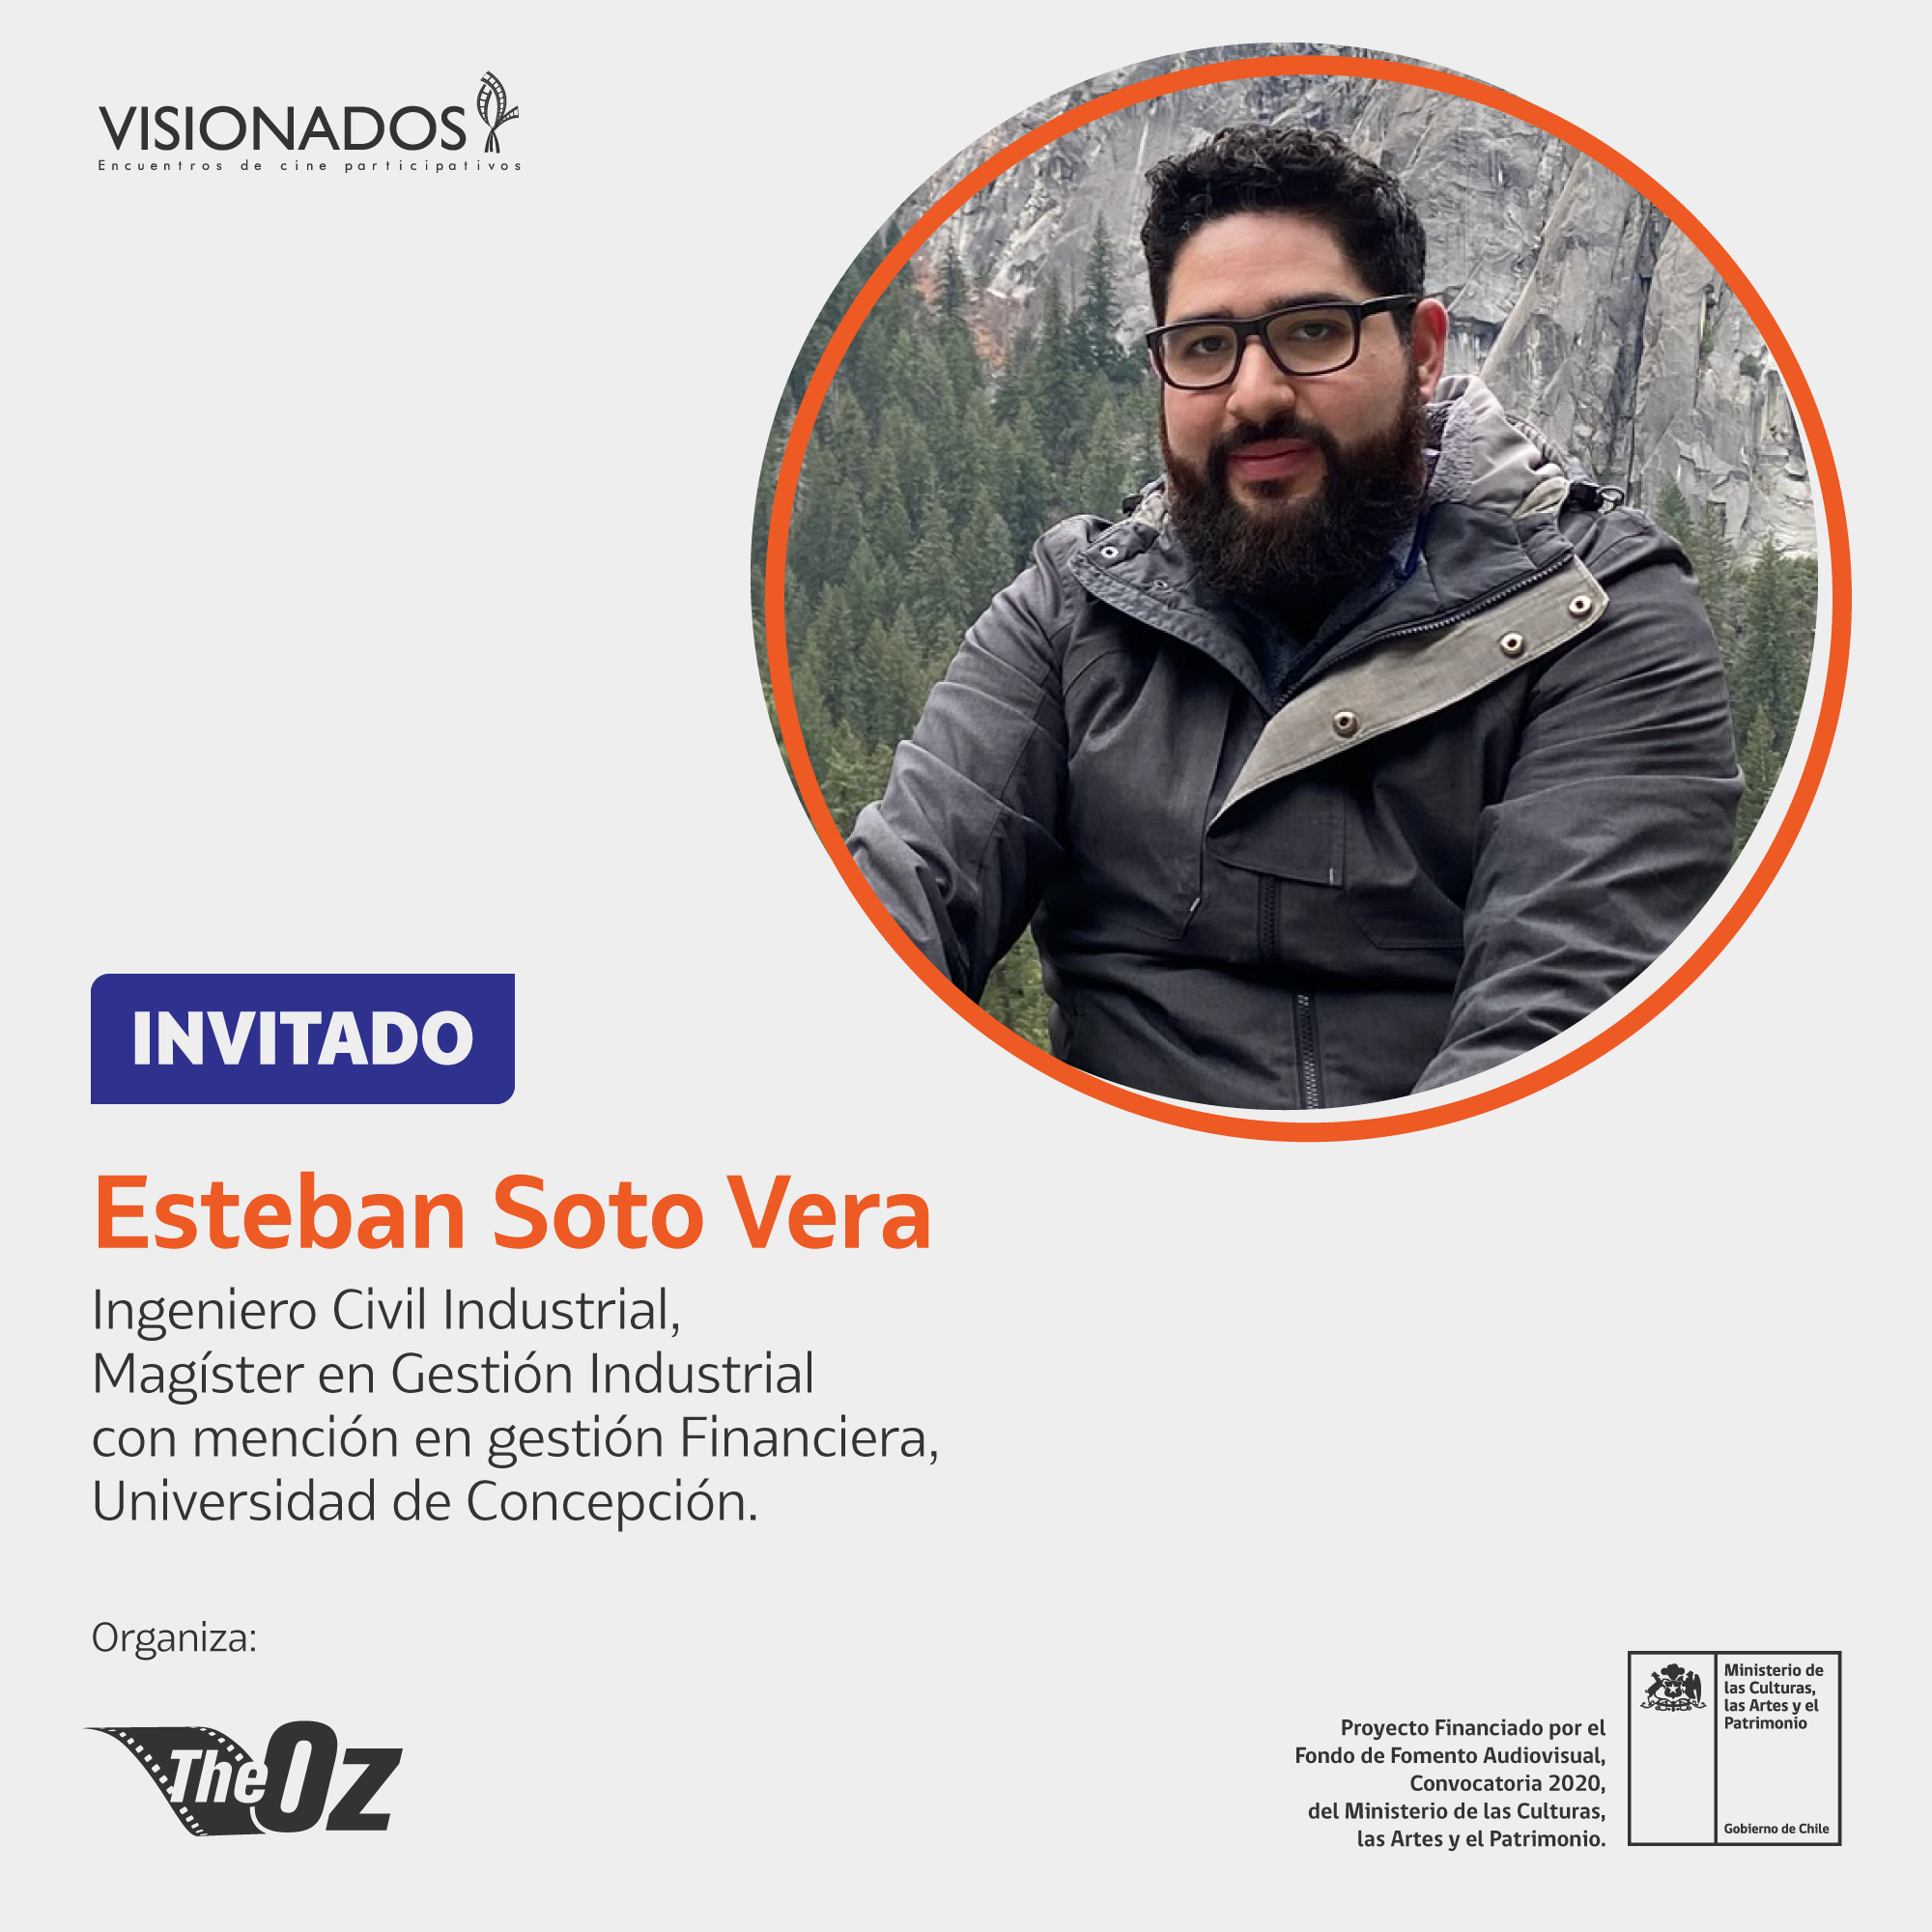 VISIONADOS
Encuentros de cine participativos
INVITADO
Esteban Soto Vera
Ingeniero Civil Industrial,
Magíster en Gestión Industrial
con mención en gestión Financiera,
Universidad de Concepción.
Organiza:
The Oz
Proyecto Financiado por el
Fondo de Fomento Audiovisual,
Convocatoria 2020,
del Ministerio de las Culturas,
las Artes y el Patrimonio.
Ministerio de
las Culturas,
las Artes y el
Patrimonio
Gobierno de Chile